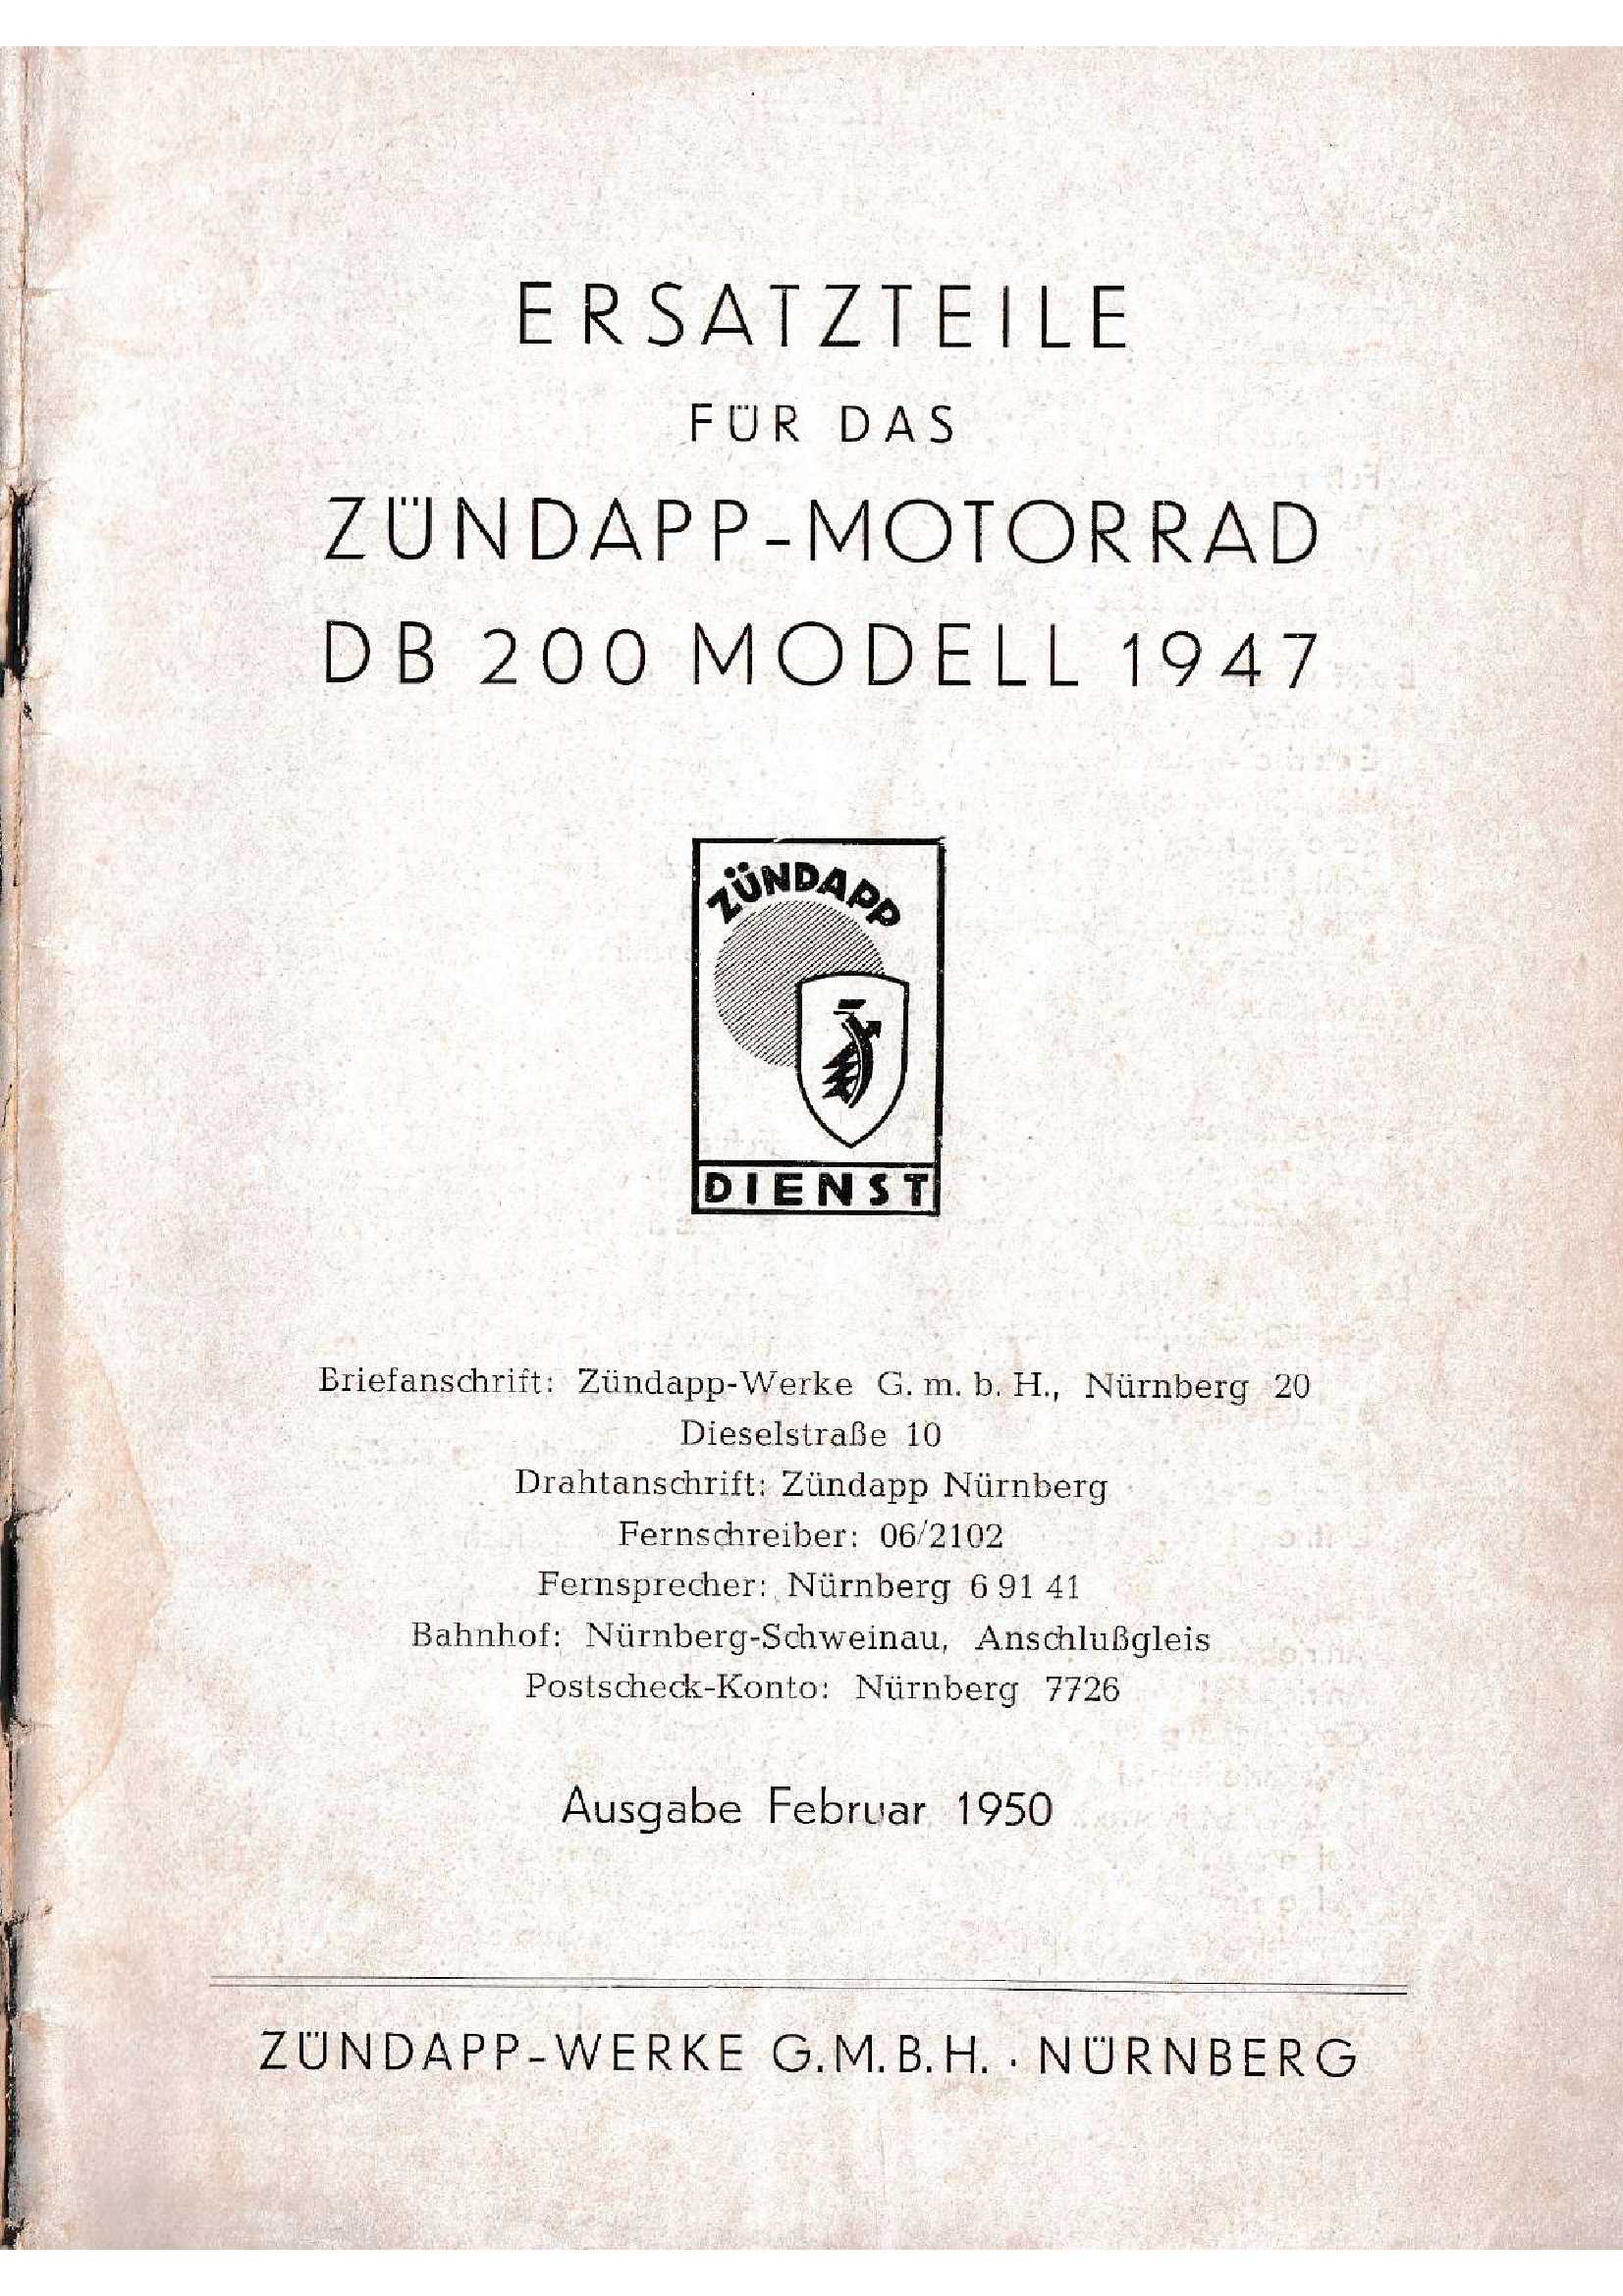 ERSATZTEILE
FÜR DAS
ZÜNDAPP-MOTORRAD
DB 200 MODELL 1947
ZÜNDAPP
DIENST
Briefanschrift: Zündapp-Werke G. m. b. H., Nürnberg 20
Dieselstraße 10
Drahtanschrift: Zündapp Nürnberg
Fernschreiber: 06/2102
Fernsprecher: Nürnberg 6 91 41
Bahnhof: Nürnberg-Schweinau, Anschlußgleis
Postscheck-Konto: Nürnberg 7726
Ausgabe Februar 1950
ZÜNDAPP-WERKE G.M.B.H. · NÜRNBERG